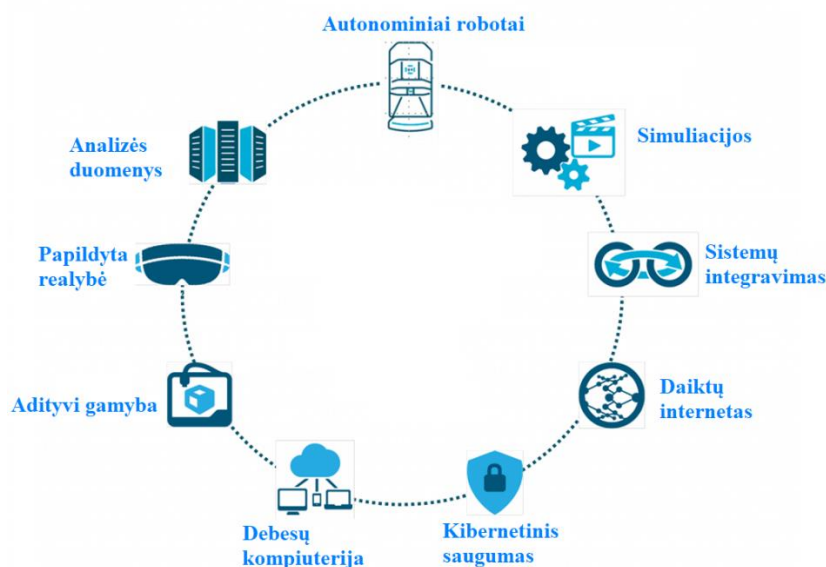 Autonominiai robotai
Simuliacijos
Sistemų
integravimas
Daiktų
internetas
Kibernetinis
saugumas
Debesų
kompiuterija
Adityvi gamyba
Papildyta
realybė
Analizės
duomenys